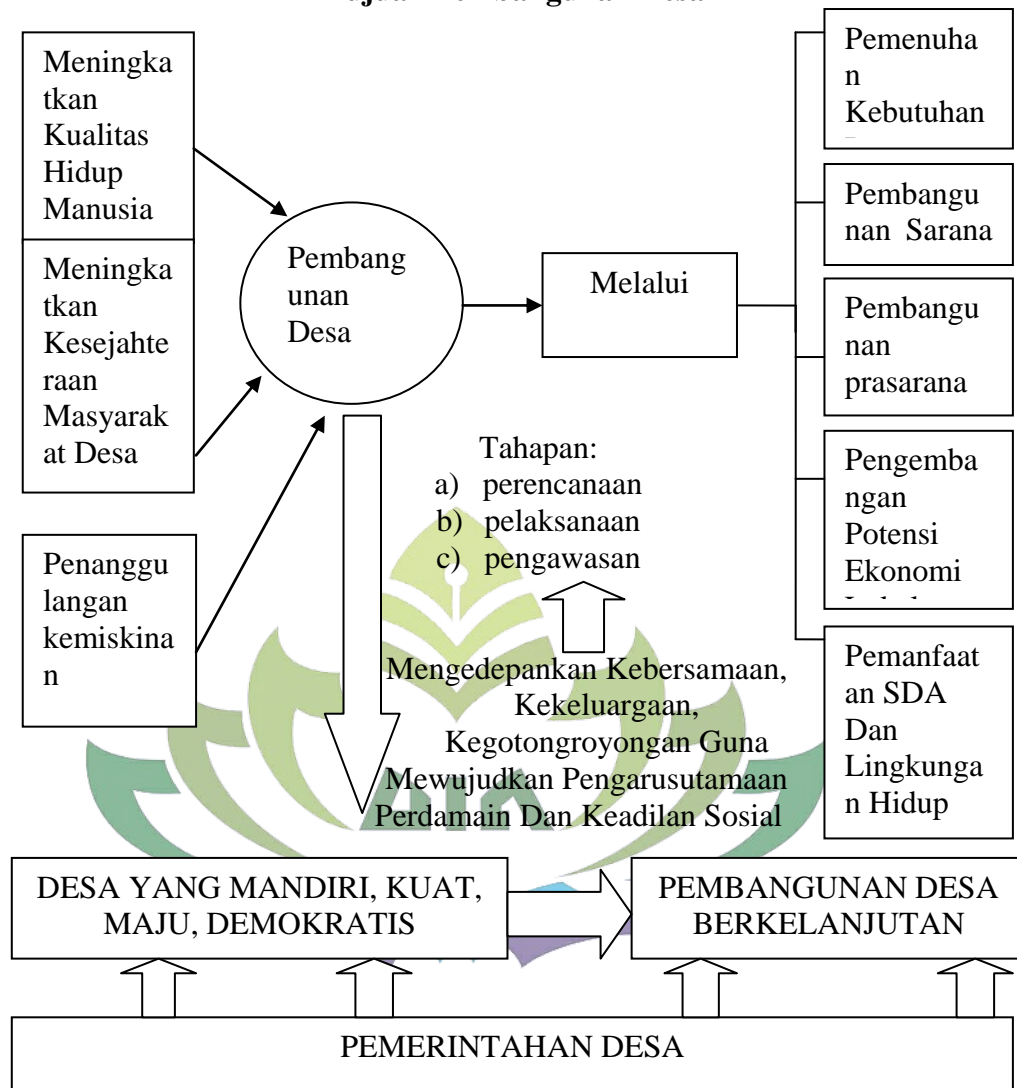 Meningka
tkan
Kualitas
Hidup
Manusia
Meningka
tkan
Kesejahte
raan
Masyarak
at Desa
Penanggu
langan
kemiskina
n
Pembang
unan
Desa
Melalui
Pemenuha
n
Kebutuhan
Pembangu
nan Sarana
Pembangu
nan
prasarana
Pengemba
ngan
Potensi
Ekonomi
Pemanfaat
an SDA
Dan
Lingkunga
n Hidup
Tahapan:
a) perencanaan
b) pelaksanaan
c) pengawasan
Mengedepankan Kebersamaan,
Kekeluargaan,
Kegotongroyongan Guna
Mewujudkan Pengarusutamaan
Perdamain Dan Keadilan Sosial
DESA YANG MANDIRI, KUAT,
MAJU, DEMOKRATIS
PEMBANGUNAN DESA
BERKELANJUTAN
PEMERINTAHAN DESA